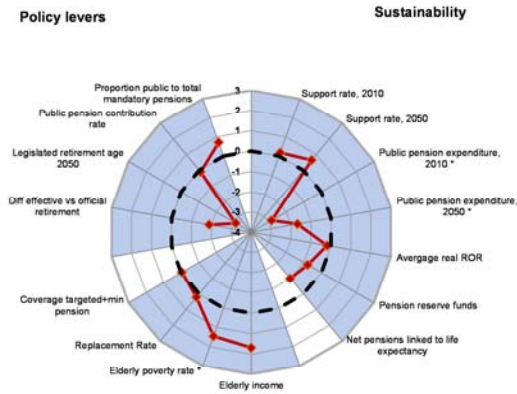 Policy levers
Sustainability
Proportion public to total
mandatory pensions
Public pension contribution
rate
Legislated retirement age
2050
Diff effective vs official
retirement
Coverage targeted+min
pension
Replacement Rate
Elderly poverty rate *
Elderly income
3
2
1
0
-1
-2
-3
-4
Support rate, 2010
Support rate, 2050
Public pension expenditure,
2010 *
Public pension expenditure,
2050 *
Avergage real ROR
Pension reserve funds
Net pensions linked to life
expectancy